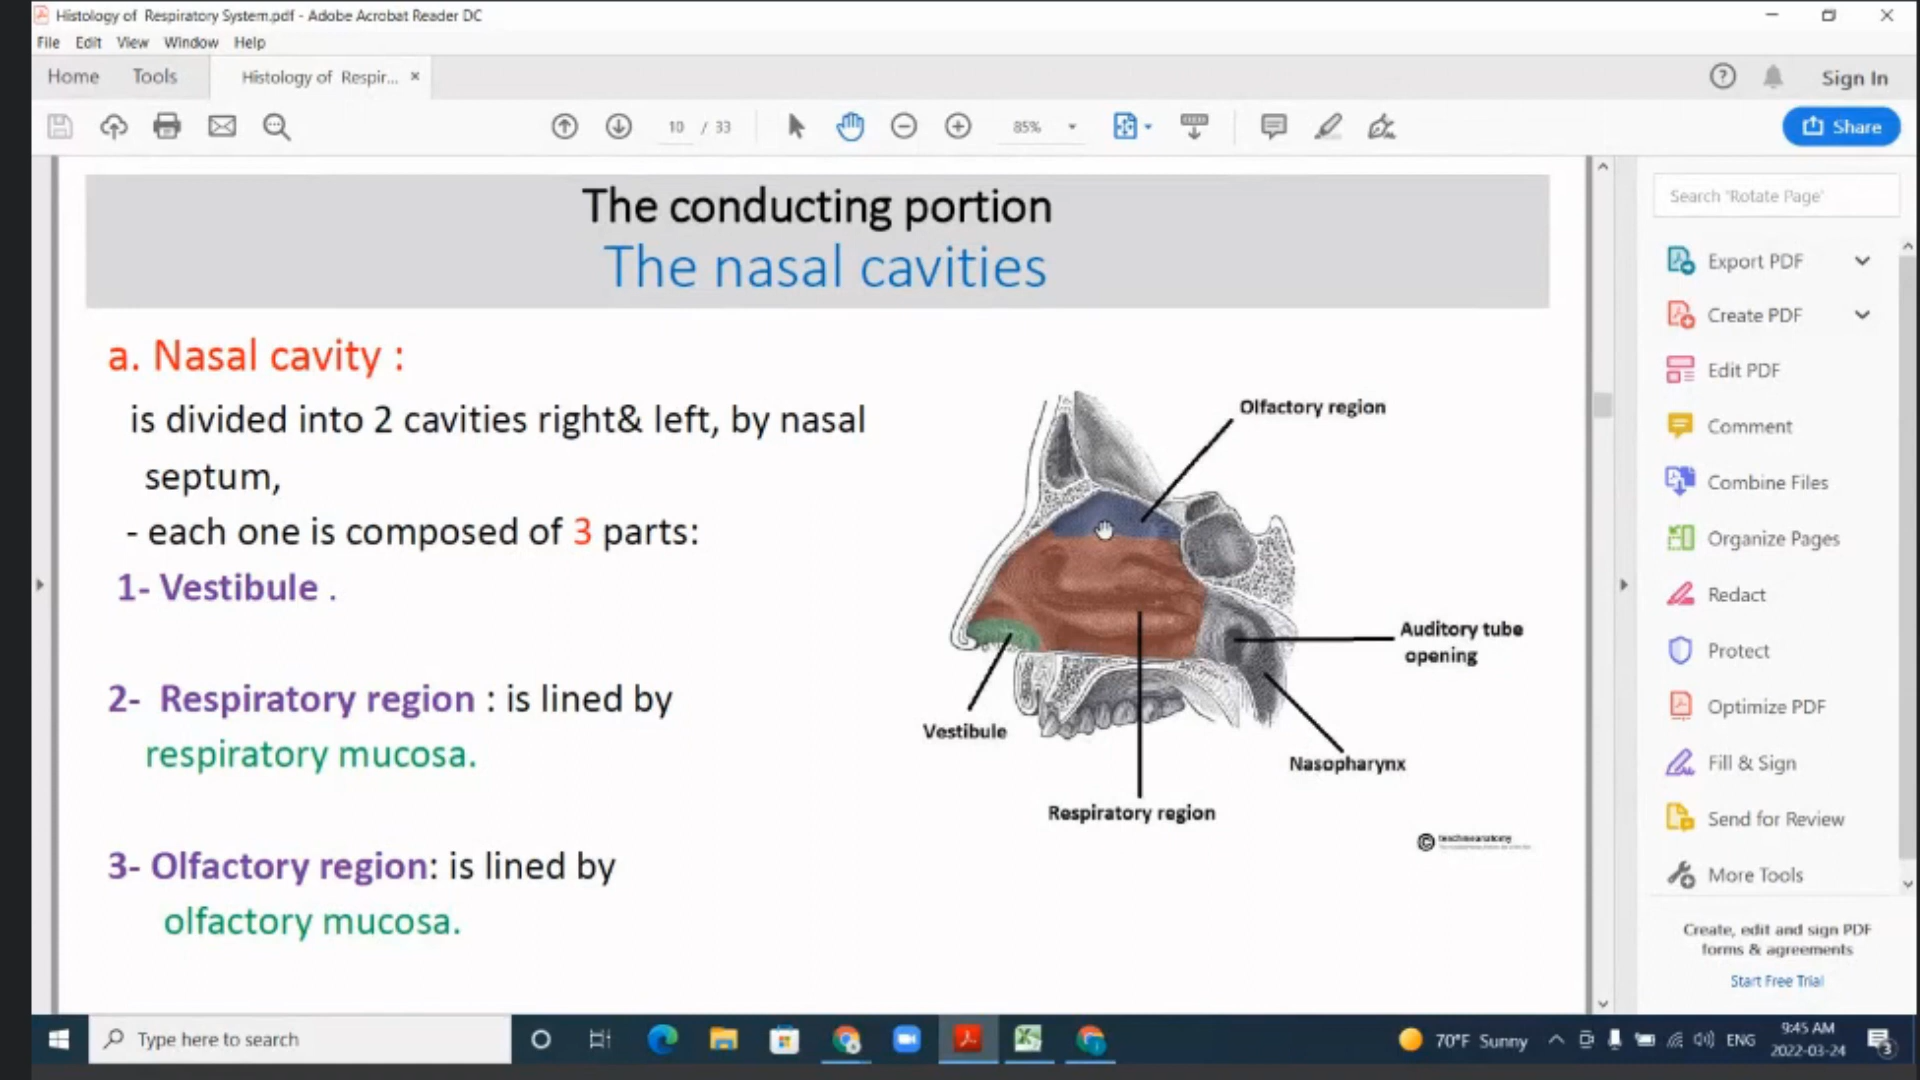 Histology of  Respiratory System.pdf - Adobe Acrobat Reader DC
File Edit View Window Help
Home Tools Histology of  Respir... ×
Sign In
10 / 33 85% Share
The conducting portion
The nasal cavities
a. Nasal cavity :
is divided into 2 cavities right& left, by nasal
septum,
- each one is composed of 3 parts:
1- Vestibule .
2-  Respiratory region : is lined by
respiratory mucosa.
3- Olfactory region: is lined by
olfactory mucosa.
Olfactory region
Auditory tube
opening
Vestibule
Nasopharynx
Respiratory region
© teachmeanatomy
Search 'Rotate Page'
Export PDF
Create PDF
Edit PDF
Comment
Combine Files
Organize Pages
Redact
Protect
Optimize PDF
Fill & Sign
Send for Review
More Tools
Create, edit and sign PDF
forms & agreements
Start Free Trial
Type here to search
70°F Sunny
ENG
9:45 AM
2022-03-24
3